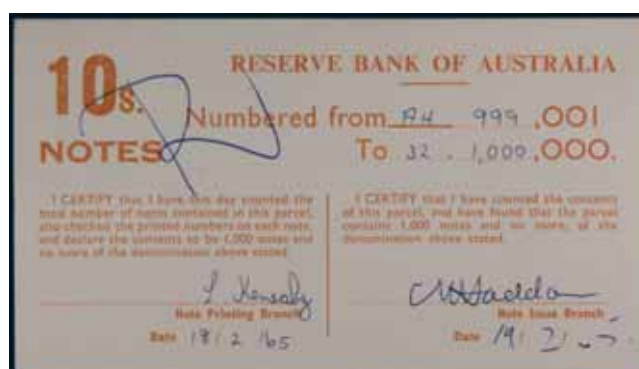 10s.
RESERVE BANK OF AUSTRALIA
Numbered from AH 999,001
NOTES
To 32 . 1,000,000.
I CERTIFY that I have this day counted the
total number of notes contained in this parcel,
also checked the printed numbers on each note,
and declare the contents to be 1,000 notes and
no more of the denomination above stated.
I CERTIFY that I have counted the contents
of this parcel, and have found that the parcel
contains 1,000 notes and no more, of the
denomination above stated.
Note Printing Branch
Date 18 / 2 /65
Note Issue Branch
Date 19/ 2/